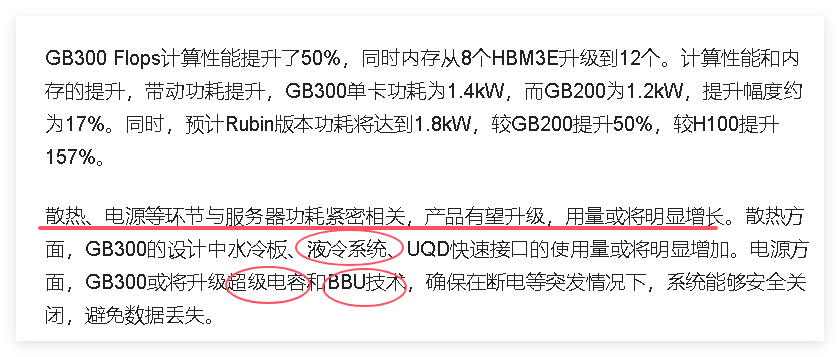 GB300 Flops计算性能提升了50%，同时内存从8个HBM3E升级到12个。计算性能和内
存的提升，带动功耗提升，GB300单卡功耗为1.4kW，而GB200为1.2kW，提升幅度约
为17%。同时，预计Rubin版本功耗将达到1.8kW，较GB200提升50%，较H100提升
157%。
散热、电源等环节与服务器功耗紧密相关，产品有望升级，用量或将明显增长。散热方
面，GB300的设计中水冷板、液冷系统、UQD快速接口的使用量或将明显增加。电源方
面，GB300或将升级超级电容和BBU技术，确保在断电等突发情况下，系统能够安全关
闭，避免数据丢失。